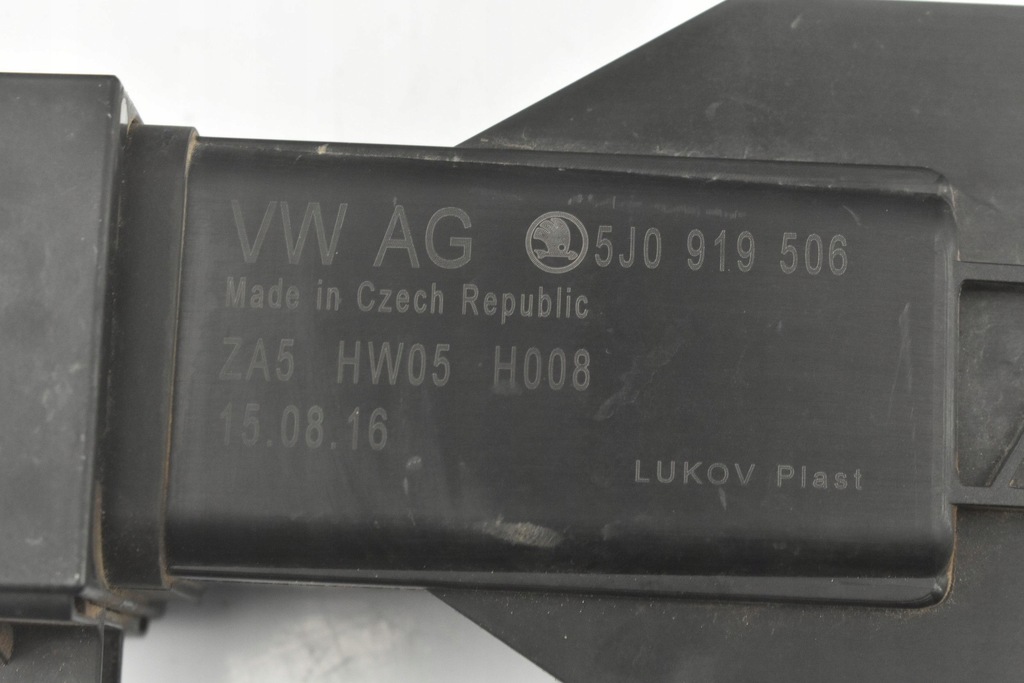 VW AG 5J0 919 506
Made in Czech Republic
ZA5 HW05 H008
15.08.16
LUKOV Plast